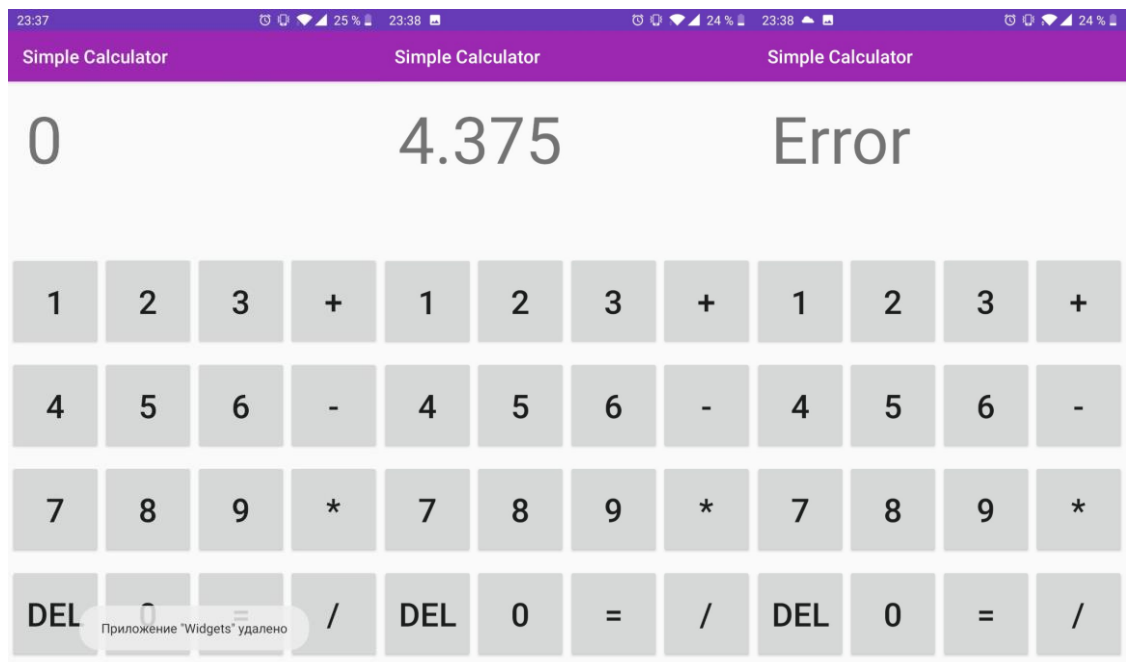 23:37 25 % 23:38 24 % 23:38 24 %
Simple Calculator Simple Calculator Simple Calculator
0 4.375 Error
1 2 3 + 1 2 3 + 1 2 3 +
4 5 6 - 4 5 6 - 4 5 6 -
7 8 9 * 7 8 9 * 7 8 9 *
DEL 0 = / DEL 0 = / DEL 0 = /
Приложение "Widgets" удалено